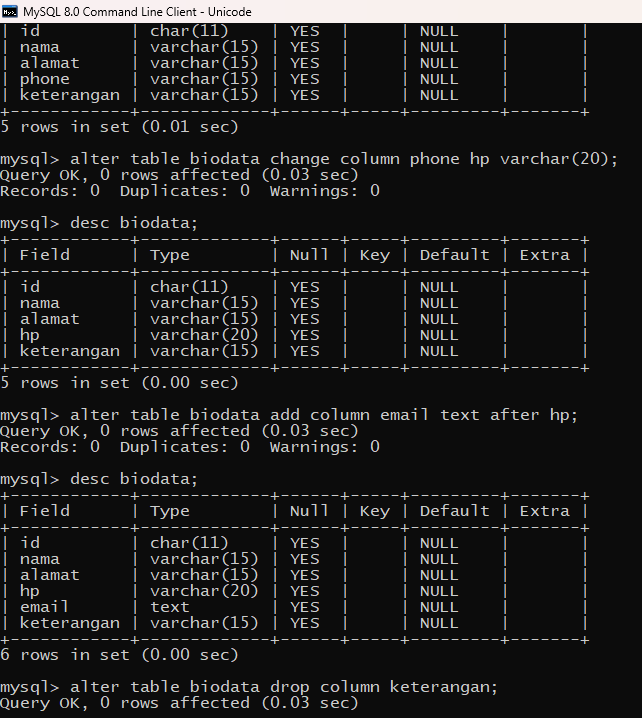 MySQL 8.0 Command Line Client - Unicode
| id         | char(11)    | YES  |     | NULL    |       |
| nama       | varchar(15) | YES  |     | NULL    |       |
| alamat     | varchar(15) | YES  |     | NULL    |       |
| phone      | varchar(15) | YES  |     | NULL    |       |
| keterangan | varchar(15) | YES  |     | NULL    |       |
+------------+-------------+------+-----+---------+-------+
5 rows in set (0.01 sec)
mysql> alter table biodata change column phone hp varchar(20);
Query OK, 0 rows affected (0.03 sec)
Records: 0  Duplicates: 0  Warnings: 0
mysql> desc biodata;
+------------+-------------+------+-----+---------+-------+
| Field      | Type        | Null | Key | Default | Extra |
+------------+-------------+------+-----+---------+-------+
| id         | char(11)    | YES  |     | NULL    |       |
| nama       | varchar(15) | YES  |     | NULL    |       |
| alamat     | varchar(15) | YES  |     | NULL    |       |
| hp         | varchar(20) | YES  |     | NULL    |       |
| keterangan | varchar(15) | YES  |     | NULL    |       |
+------------+-------------+------+-----+---------+-------+
5 rows in set (0.00 sec)
mysql> alter table biodata add column email text after hp;
Query OK, 0 rows affected (0.03 sec)
Records: 0  Duplicates: 0  Warnings: 0
mysql> desc biodata;
+------------+-------------+------+-----+---------+-------+
| Field      | Type        | Null | Key | Default | Extra |
+------------+-------------+------+-----+---------+-------+
| id         | char(11)    | YES  |     | NULL    |       |
| nama       | varchar(15) | YES  |     | NULL    |       |
| alamat     | varchar(15) | YES  |     | NULL    |       |
| hp         | varchar(20) | YES  |     | NULL    |       |
| email      | text        | YES  |     | NULL    |       |
| keterangan | varchar(15) | YES  |     | NULL    |       |
+------------+-------------+------+-----+---------+-------+
6 rows in set (0.00 sec)
mysql> alter table biodata drop column keterangan;
Query OK, 0 rows affected (0.03 sec)